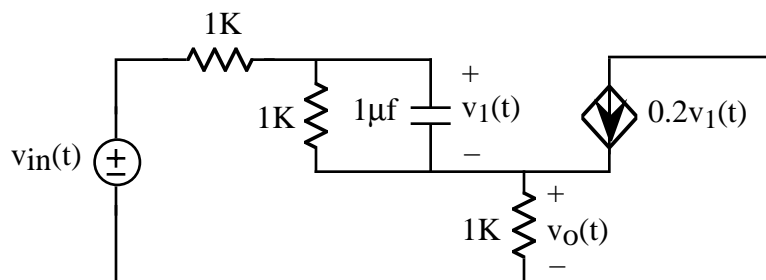 1K
1K
1μf
+
v1(t)
−
0.2v1(t)
vin(t)
±
1K
+
vo(t)
−